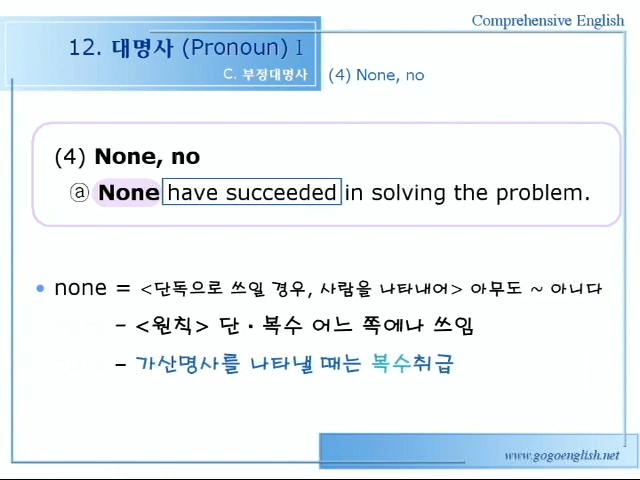 Comprehensive English
12. 대명사 (Pronoun) I
C. 부정대명사
(4) None, no
(4) None, no
ⓐ None have succeeded in solving the problem.
• none = <단독으로 쓰일 경우, 사람을 나타내어> 아무도 ~ 아니다
– <원칙> 단·복수 어느 쪽에나 쓰임
– 가산명사를 나타낼 때는 복수취급
www.gogoenglish.net